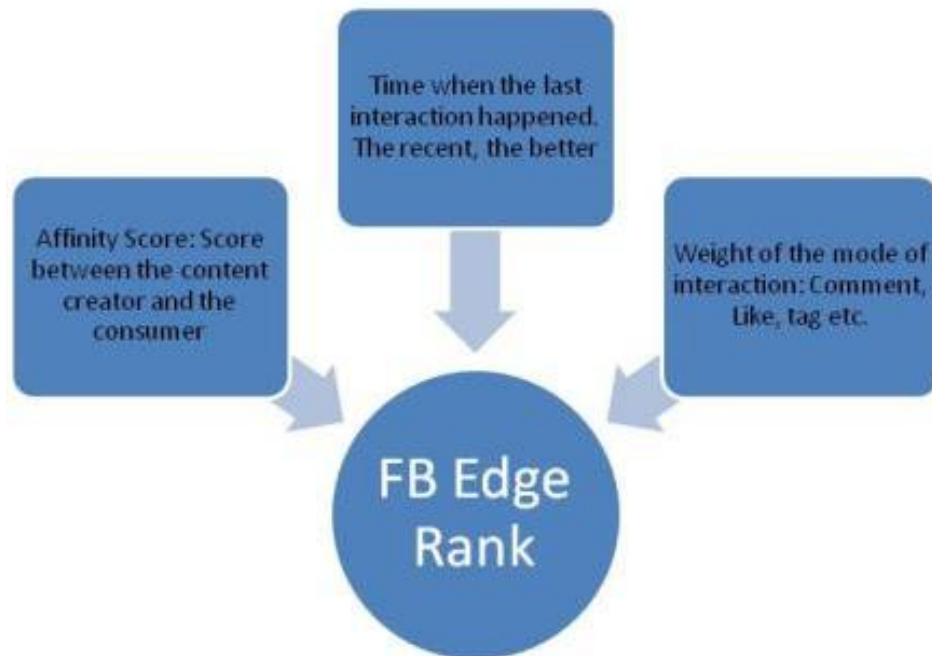 Time when the last
interaction happened.
The recent, the better
Affinity Score: Score
between the content
creator and the
consumer
Weight of the mode of
interaction: Comment,
Like, tag etc.
FB Edge
Rank